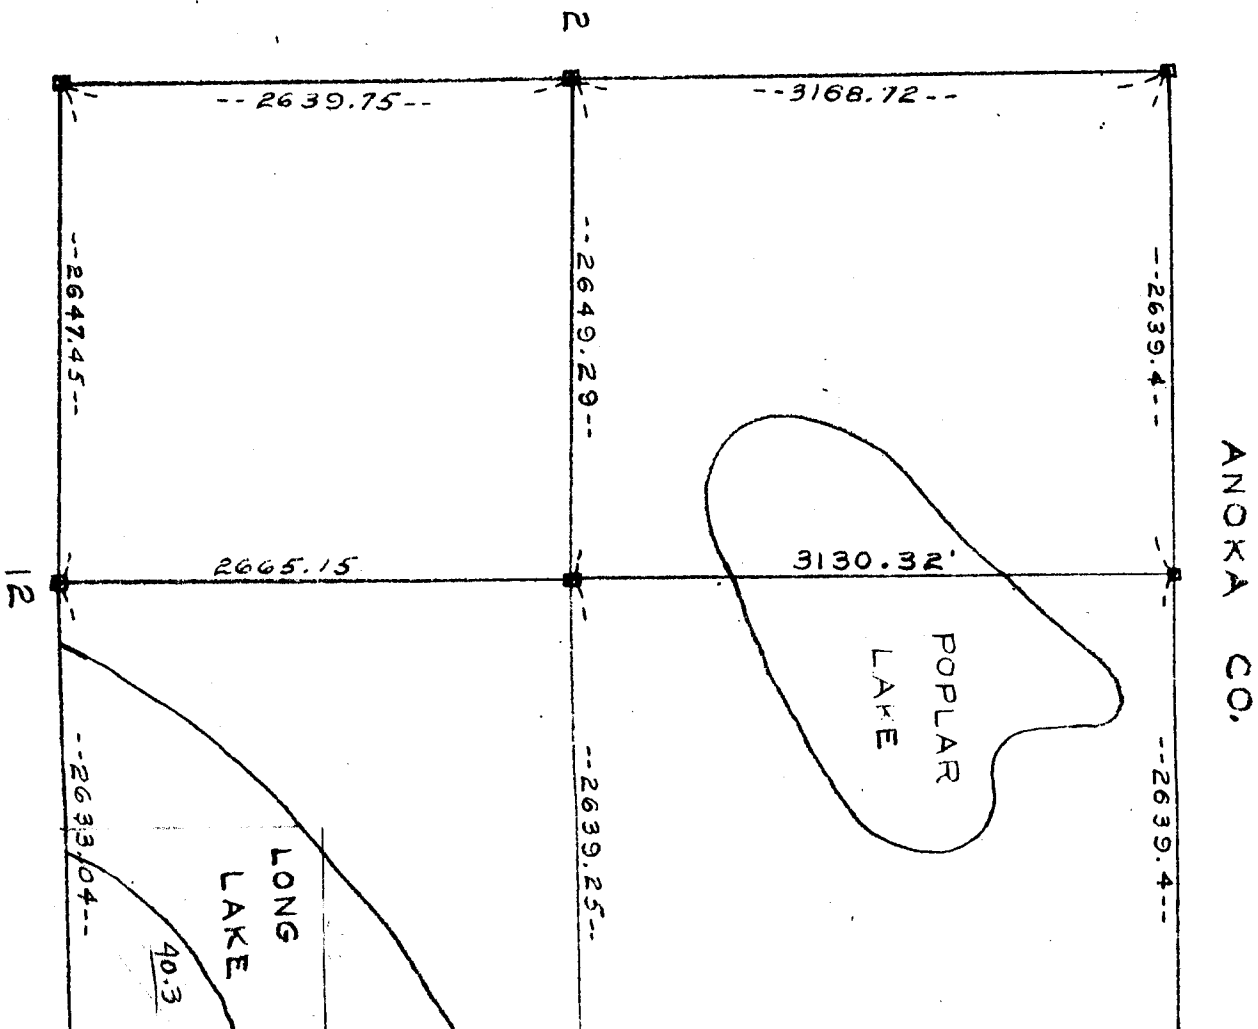 2
--2639.75--
--3168.72--
--2647.45--
--2649.29--
--2639.4--
ANOKA CO.
2665.15
3130.32'
12
POPLAR
LAKE
--2633.04--
--2639.25--
--2639.4--
LONG
LAKE
40.3